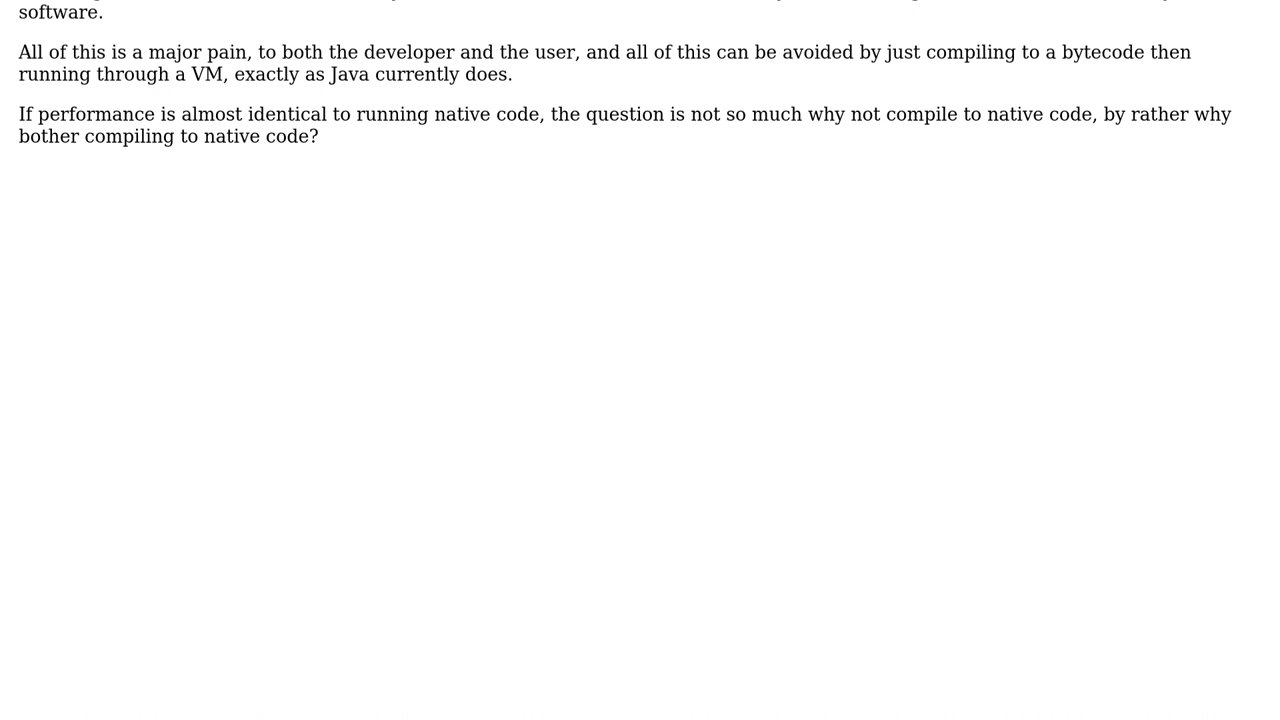 software.
All of this is a major pain, to both the developer and the user, and all of this can be avoided by just compiling to a bytecode then
running through a VM, exactly as Java currently does.
If performance is almost identical to running native code, the question is not so much why not compile to native code, by rather why
bother compiling to native code?